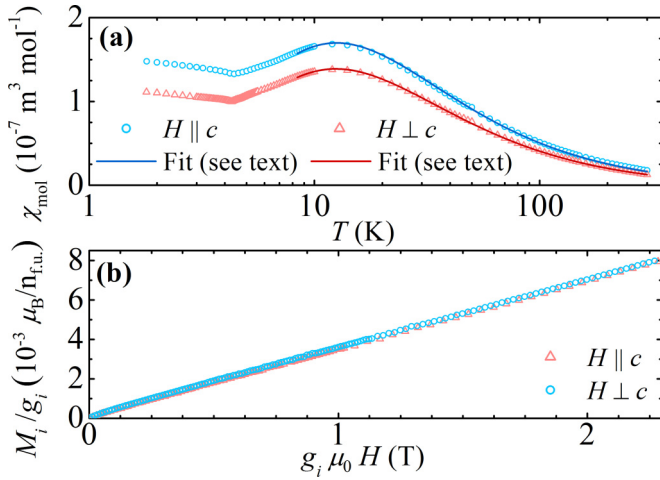 (a)
χmol (10⁻⁷ m³ mol⁻¹)
2
1
0
H ∥ c
H ⊥ c
Fit (see text)
Fit (see text)
1
10
100
T (K)
(b)
Mi/gi (10⁻³ μB/nf.u.)
8
6
4
2
0
H ∥ c
H ⊥ c
0
1
2
gi μ0 H (T)